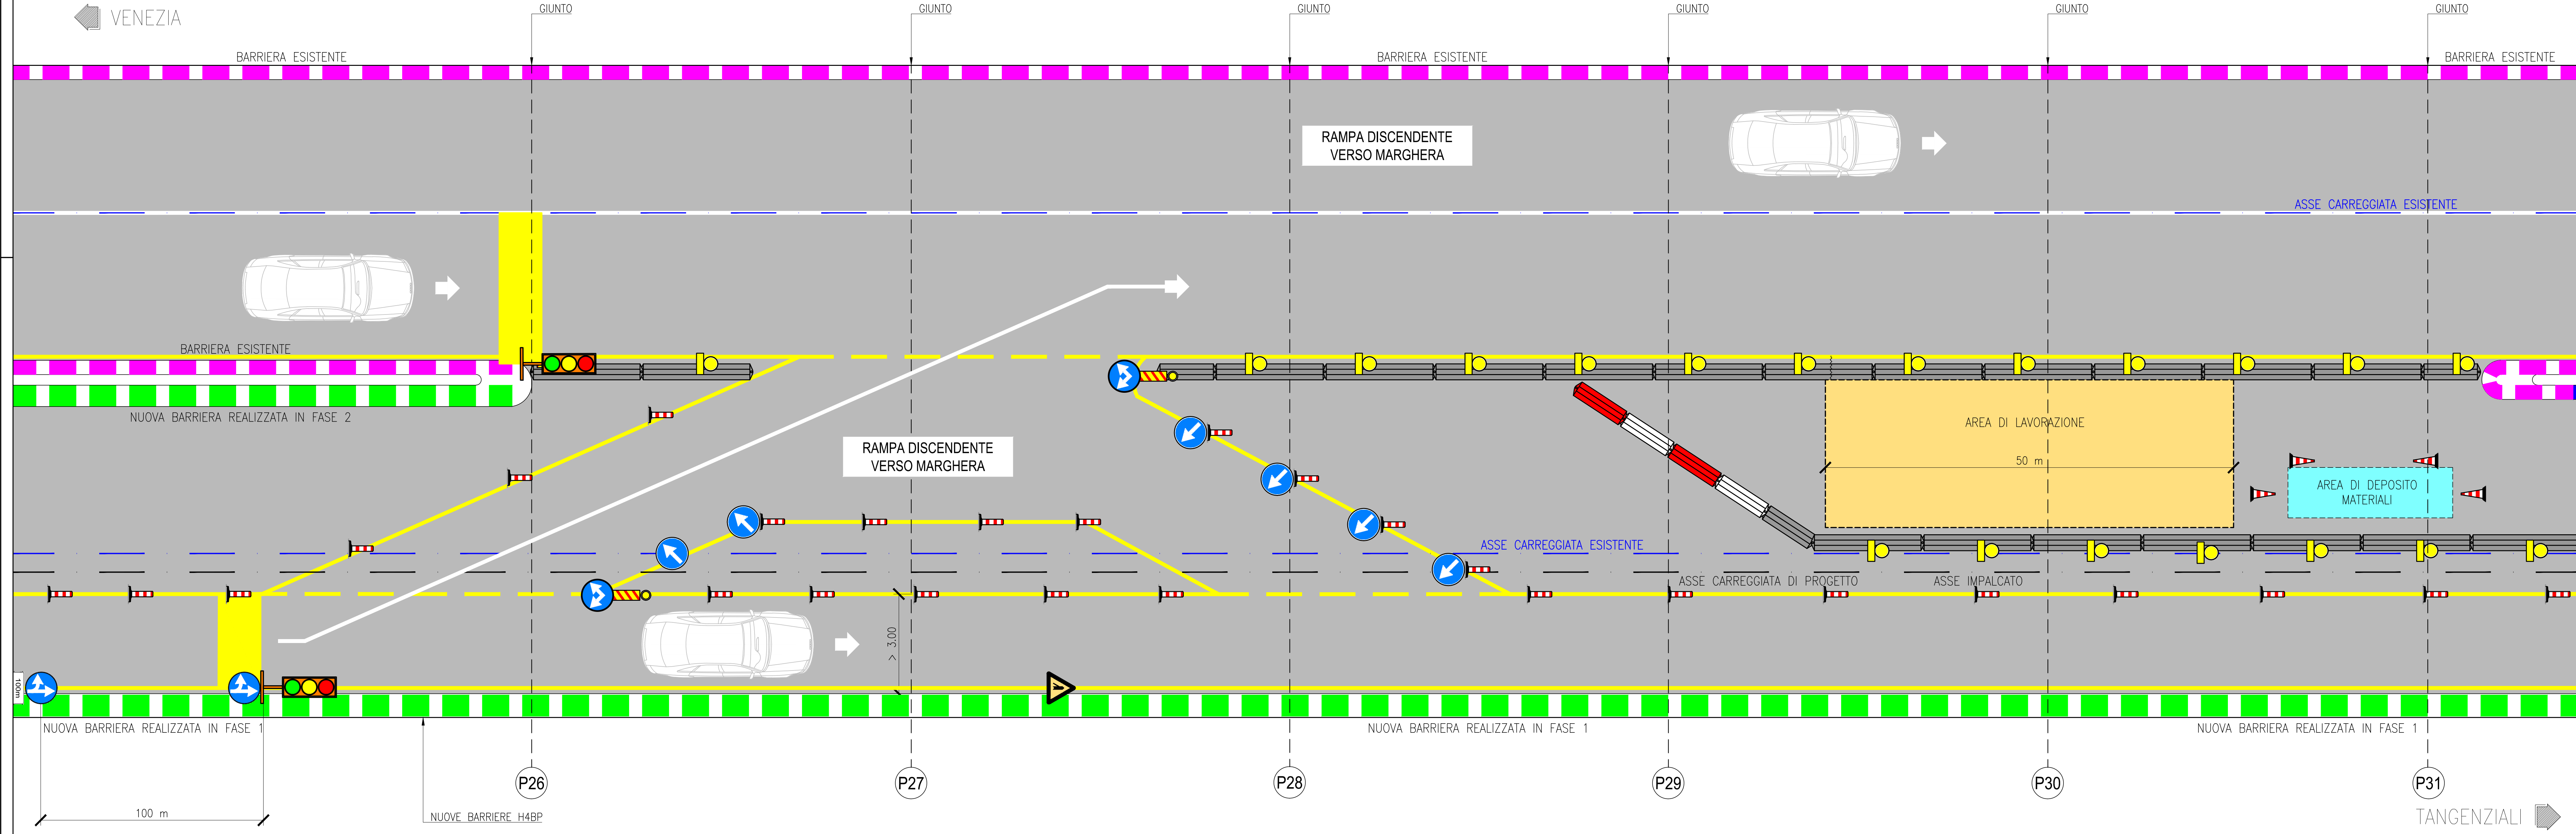 VENEZIA
GIUNTO
GIUNTO
GIUNTO
GIUNTO
GIUNTO
GIUNTO
BARRIERA ESISTENTE
BARRIERA ESISTENTE
BARRIERA ESISTENTE
RAMPA DISCENDENTE
VERSO MARGHERA
ASSE CARREGGIATA ESISTENTE
BARRIERA ESISTENTE
NUOVA BARRIERA REALIZZATA IN FASE 2
RAMPA DISCENDENTE
VERSO MARGHERA
AREA DI LAVORAZIONE
50 m
AREA DI DEPOSITO
MATERIALI
ASSE CARREGGIATA ESISTENTE
ASSE CARREGGIATA DI PROGETTO
ASSE IMPALCATO
> 3.00
100m
NUOVA BARRIERA REALIZZATA IN FASE 1
NUOVA BARRIERA REALIZZATA IN FASE 1
NUOVA BARRIERA REALIZZATA IN FASE 1
P26
P27
P28
P29
P30
P31
100 m
NUOVE BARRIERE H4BP
TANGENZIALI